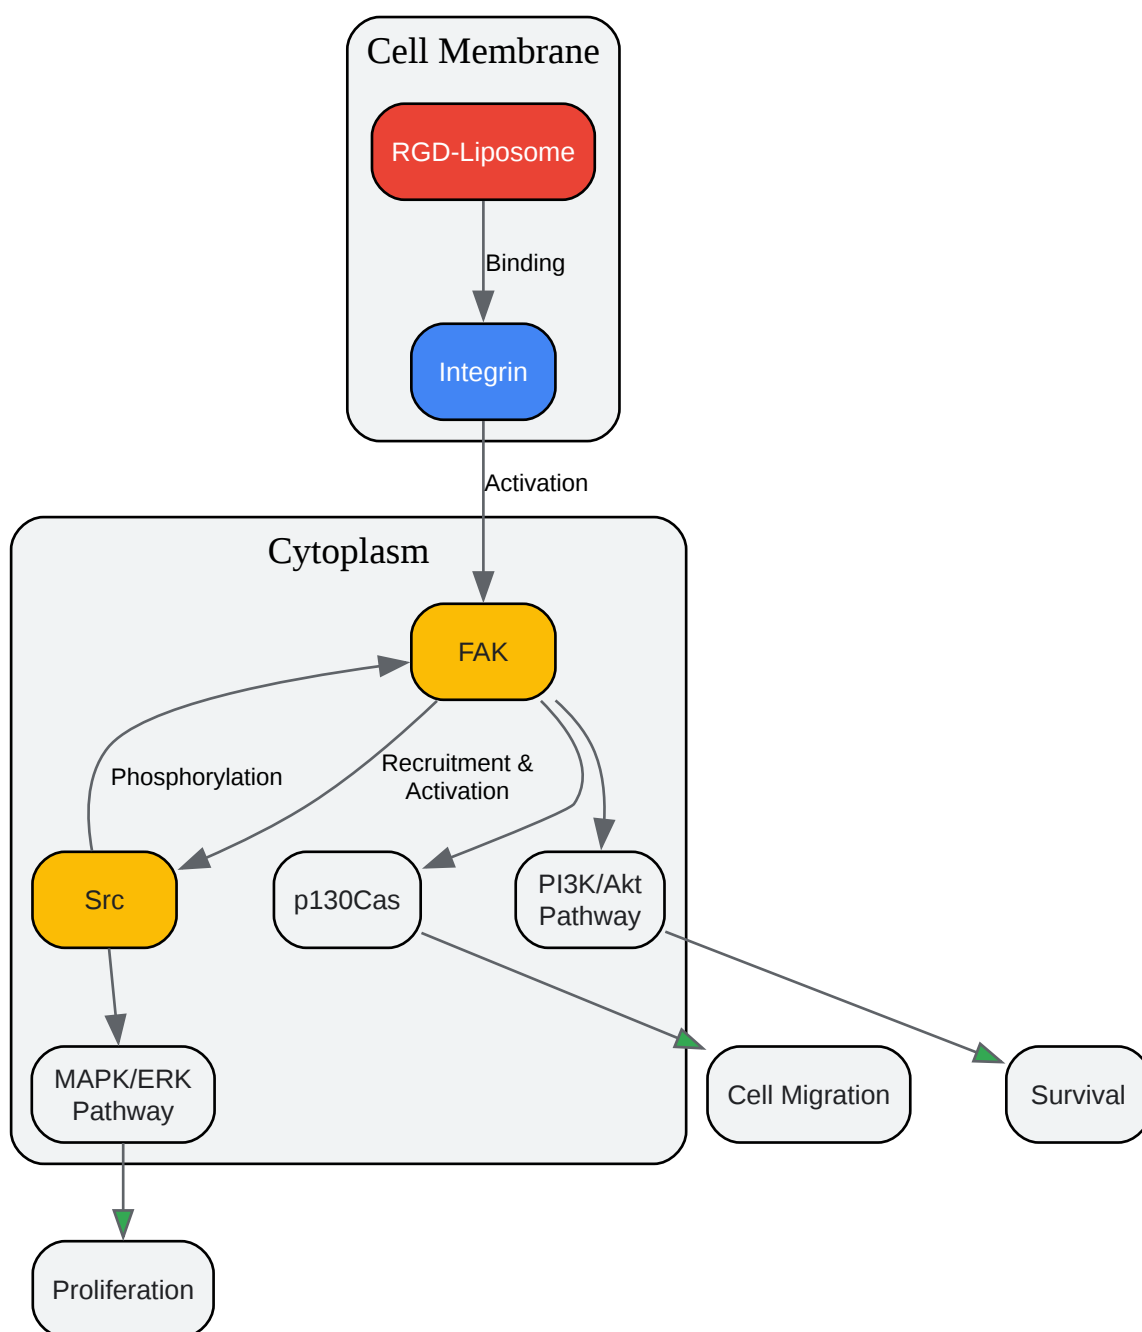 Cell Membrane
RGD-Liposome
Binding
Integrin
Activation
Cytoplasm
FAK
Phosphorylation
Recruitment &
Activation
Src
p130Cas
PI3K/Akt
Pathway
MAPK/ERK
Pathway
Cell Migration
Survival
Proliferation